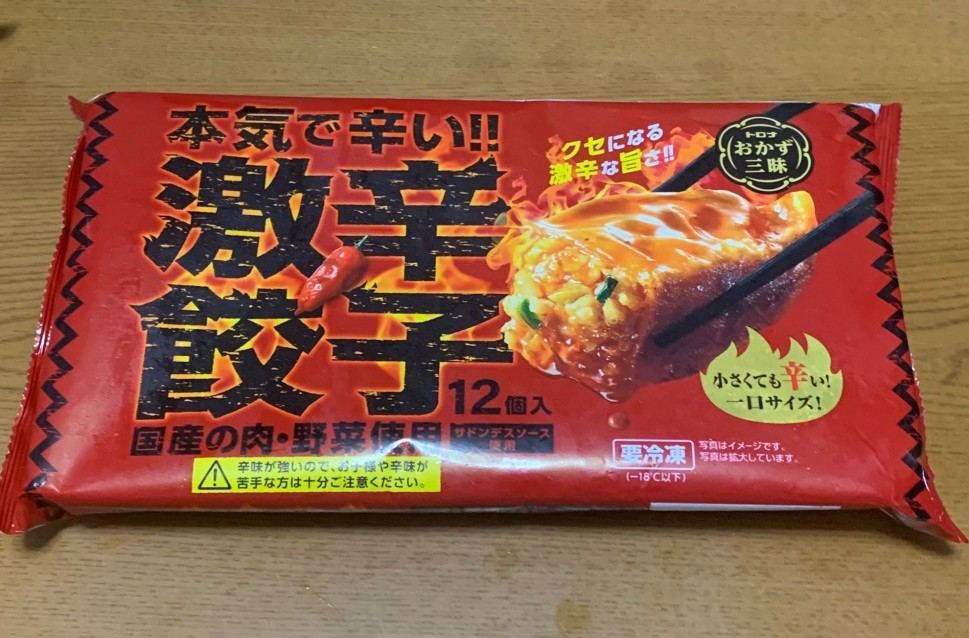 本気で辛い!!
激辛
餃子
12個入
国産の肉・野菜使用
サドンデスソース
使用
辛味が強いので、お子様や辛味が
苦手な方は十分ご注意ください。
クセになる
激辛な旨さ!!
トロナ
おかず
三昧
小さくても辛い!
一口サイズ!
要冷凍
(-18℃以下)
写真はイメージです。
写真は拡大しています。